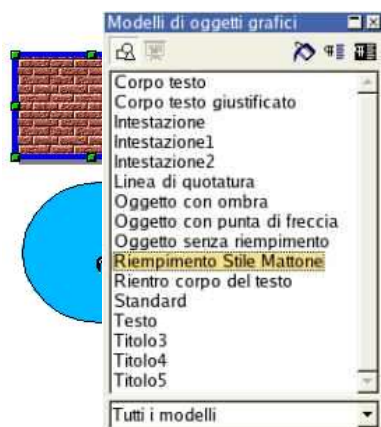 Modelli di oggetti grafici
Corpo testo
Corpo testo giustificato
Intestazione
Intestazione1
Intestazione2
Linea di quotatura
Oggetto con ombra
Oggetto con punta di freccia
Oggetto senza riempimento
Riempimento Stile Mattone
Rientro corpo del testo
Standard
Testo
Titolo3
Titolo4
Titolo5
Tutti i modelli